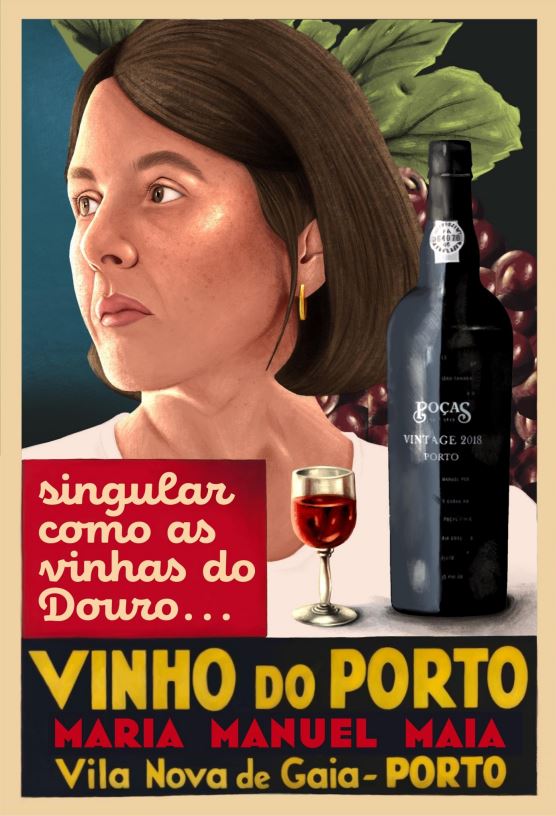 singular
como as
vinhas do
Douro...
POÇAS
VINTAGE 2018
PORTO
VINHO DO PORTO
MARIA MANUEL MAIA
Vila Nova de Gaia-PORTO